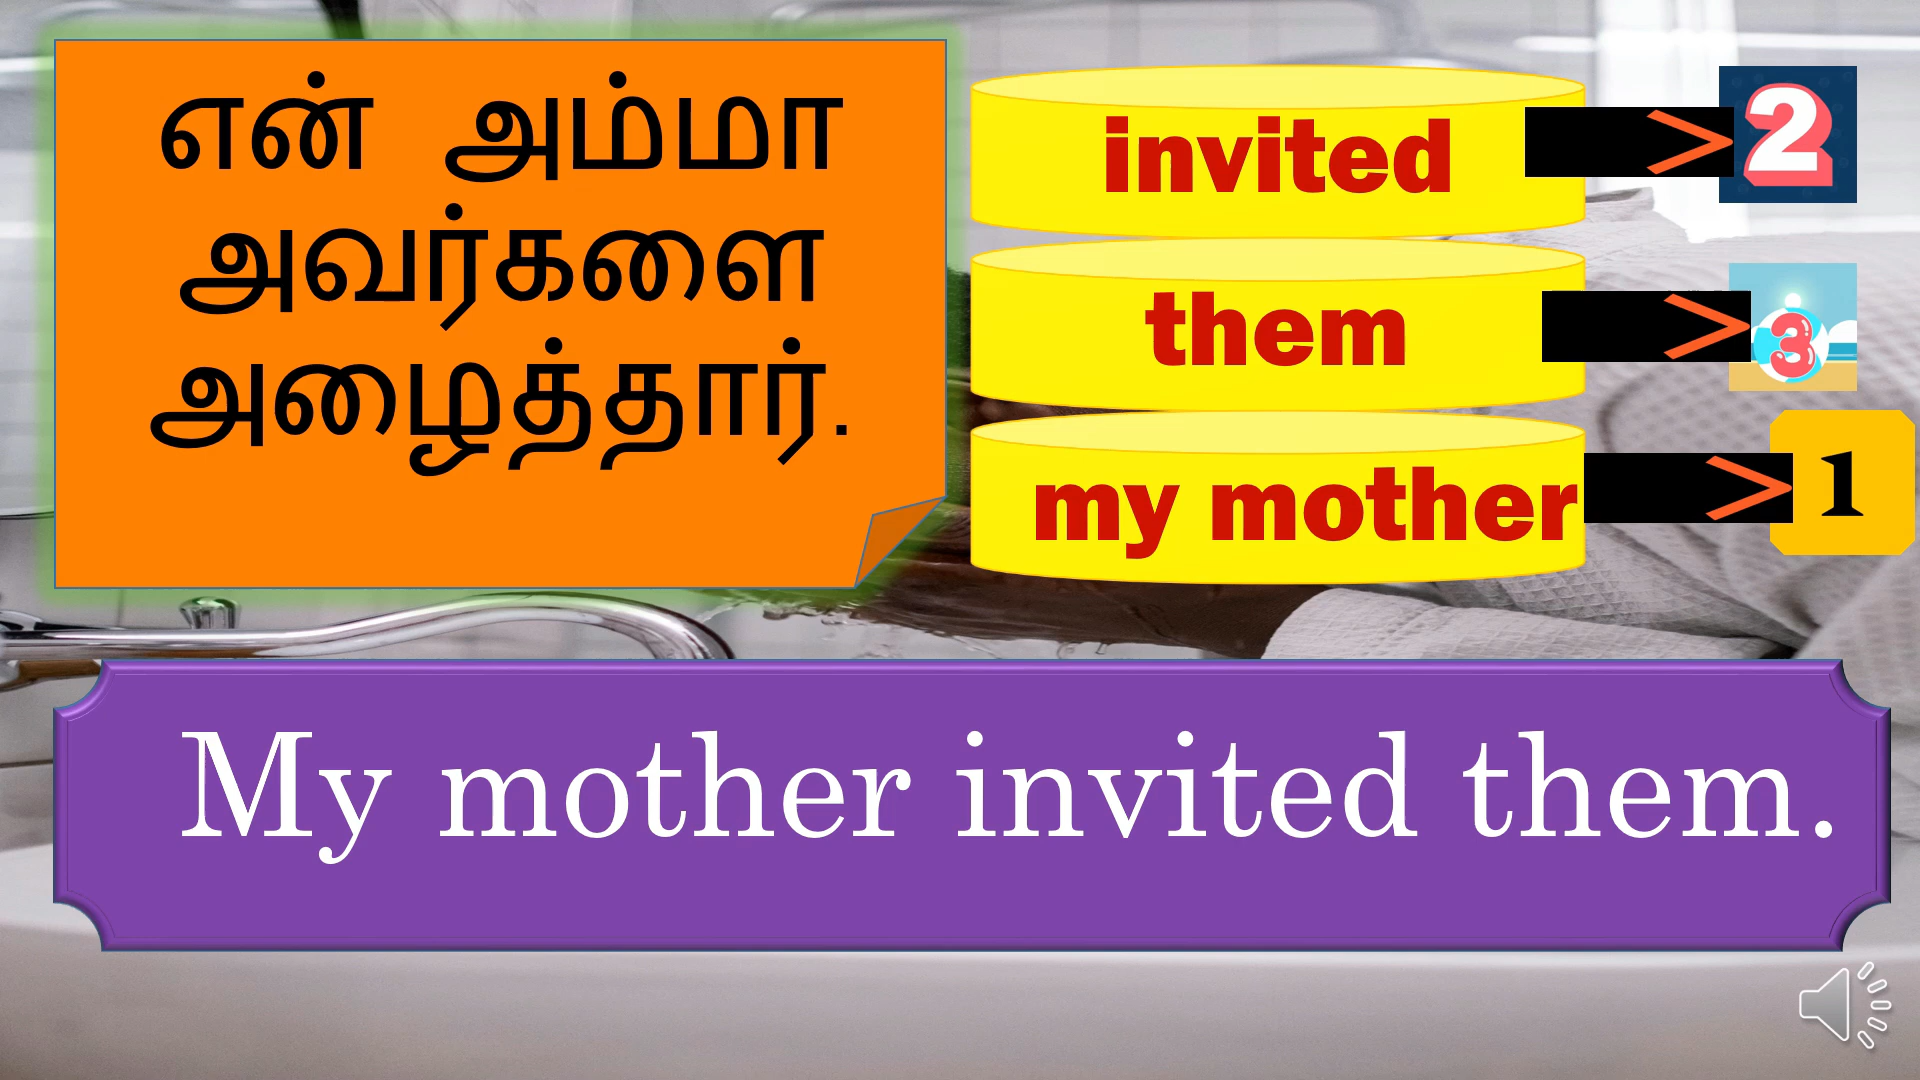 என் அம்மா
அவர்களை
அழைத்தார்.
invited > 2
them > 3
my mother > 1
My mother invited them.